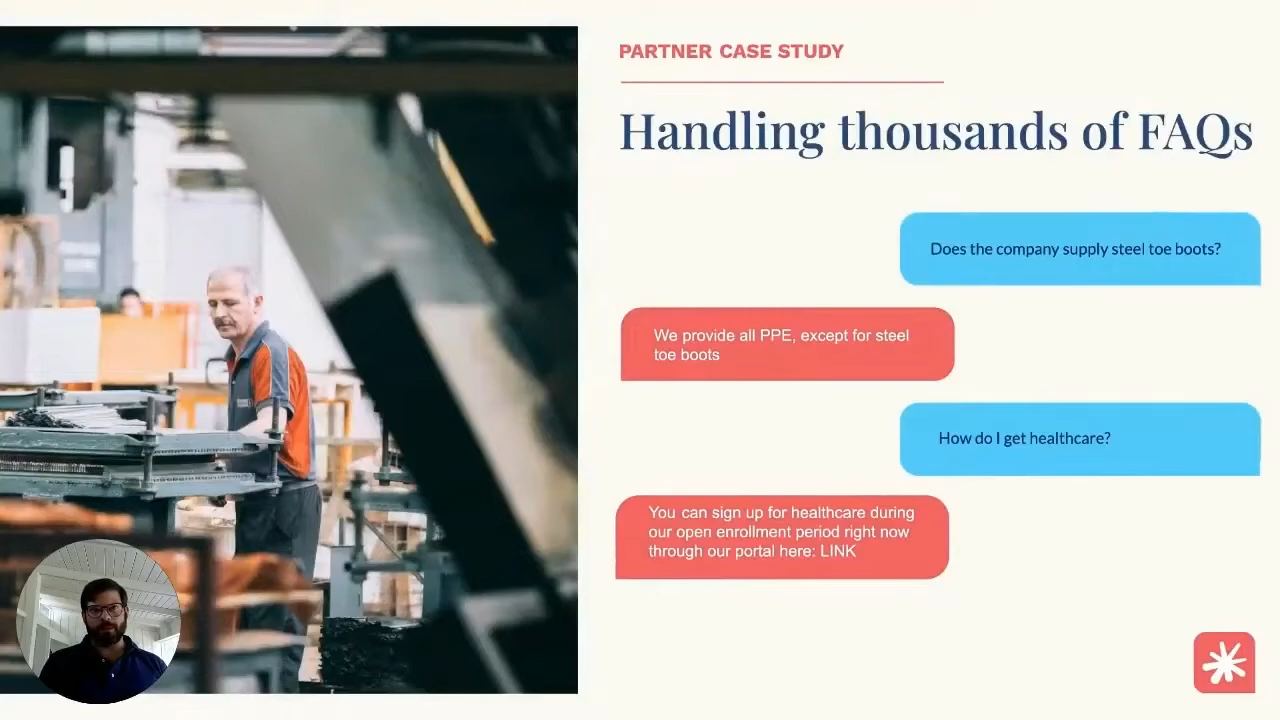 PARTNER CASE STUDY
Handling thousands of FAQs
Does the company supply steel toe boots?
We provide all PPE, except for steel
toe boots
How do I get healthcare?
You can sign up for healthcare during
our open enrollment period right now
through our portal here: LINK